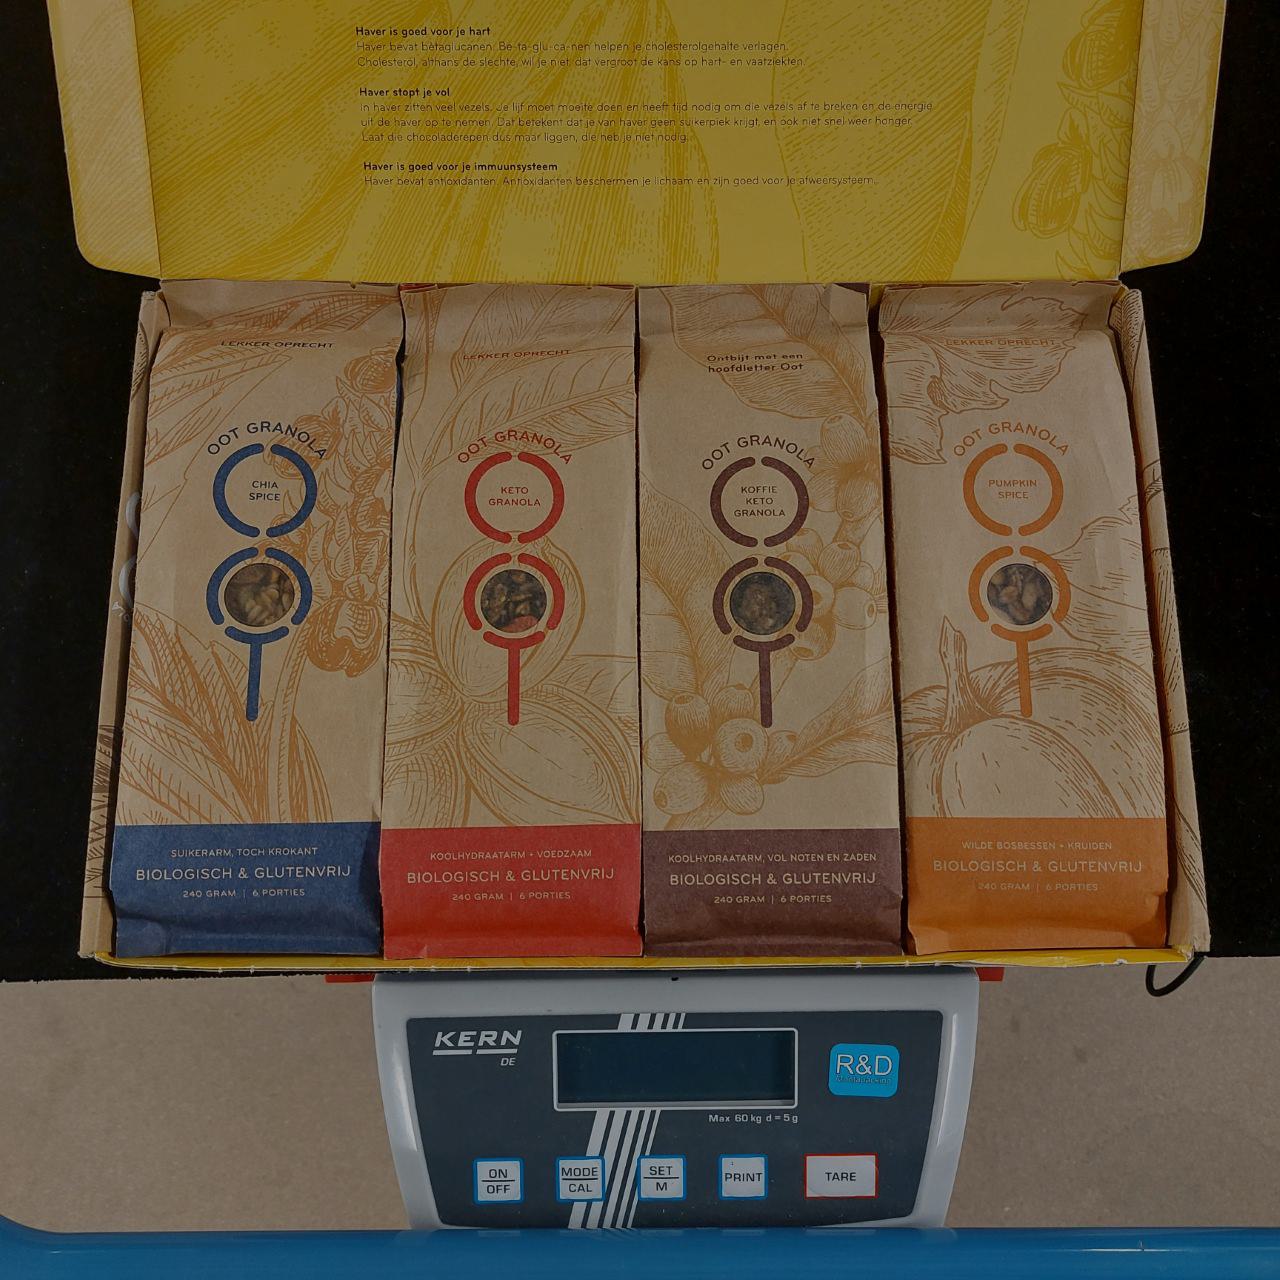 Haver is goed voor je hart
Haver bevat bètaglucanen. Be-ta-glu-ca-nen helpen je cholesterolgehalte verlagen.
Cholesterol, althans de slechte, wil je niet, dat vergroot de kans op hart- en vaatziekten.
Haver stopt je vol
In haver zitten veel vezels. Je lijf moet moeite doen en heeft tijd nodig om die vezels af te breken en de energie
uit de haver op te nemen. Dat betekent dat je van haver geen suikerpiek krijgt, en ook niet snel weer honger.
Laat die chocoladerepen dus maar liggen, die heb je niet nodig.
Haver is goed voor je immuunsysteem
Haver bevat antioxidanten. Antioxidanten beschermen je lichaam en zijn goed voor je afweersysteem.
LEKKER OPRECHT
OOT GRANOLA
CHIA
SPICE
SUIKERARM, TOCH KROKANT
BIOLOGISCH & GLUTENVRIJ
240 GRAM | 6 PORTIES
LEKKER OPRECHT
OOT GRANOLA
KETO
GRANOLA
KOOLHYDRAATARM + VOEDZAAM
BIOLOGISCH & GLUTENVRIJ
240 GRAM | 6 PORTIES
Ontbijt met een
hoofdletter Oot
OOT GRANOLA
KOFFIE
KETO
GRANOLA
KOOLHYDRAATARM, VOL NOTEN EN ZADEN
BIOLOGISCH & GLUTENVRIJ
240 GRAM | 6 PORTIES
LEKKER OPRECHT
OOT GRANOLA
PUMPKIN
SPICE
WILDE BOSBESSEN + KRUIDEN
BIOLOGISCH & GLUTENVRIJ
240 GRAM | 6 PORTIES
KERN
DE
R&D
Max 60 kg d = 5 g
ON
OFF
MODE
CAL
SET
M
PRINT
TARE